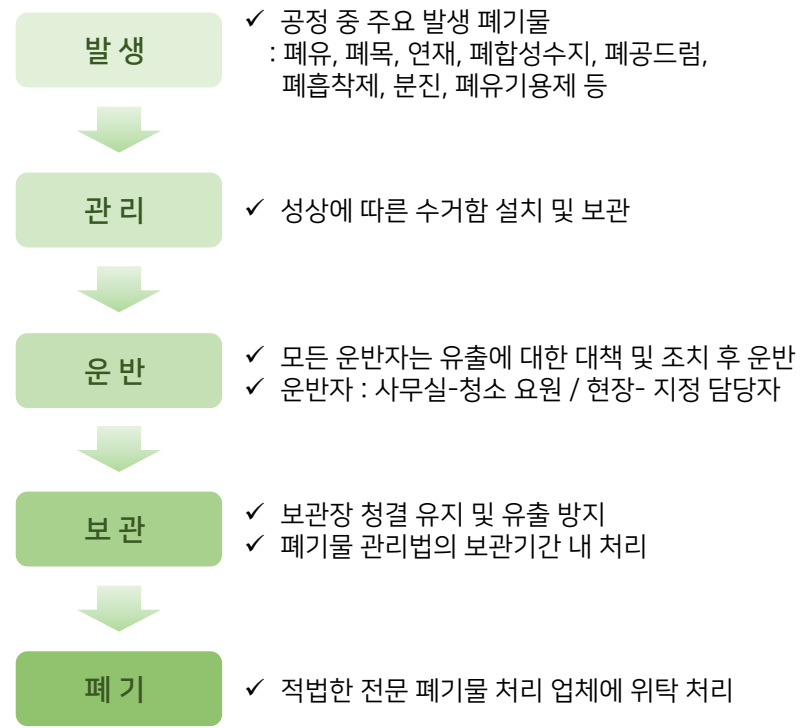 발 생
✓ 공정 중 주요 발생 폐기물
: 폐유, 폐목, 연재, 폐합성수지, 폐공드럼,
폐흡착제, 분진, 폐유기용제 등
관 리
✓ 성상에 따른 수거함 설치 및 보관
운 반
✓ 모든 운반자는 유출에 대한 대책 및 조치 후 운반
✓ 운반자 : 사무실-청소 요원 / 현장- 지정 담당자
보 관
✓ 보관장 청결 유지 및 유출 방지
✓ 폐기물 관리법의 보관기간 내 처리
폐 기
✓ 적법한 전문 폐기물 처리 업체에 위탁 처리